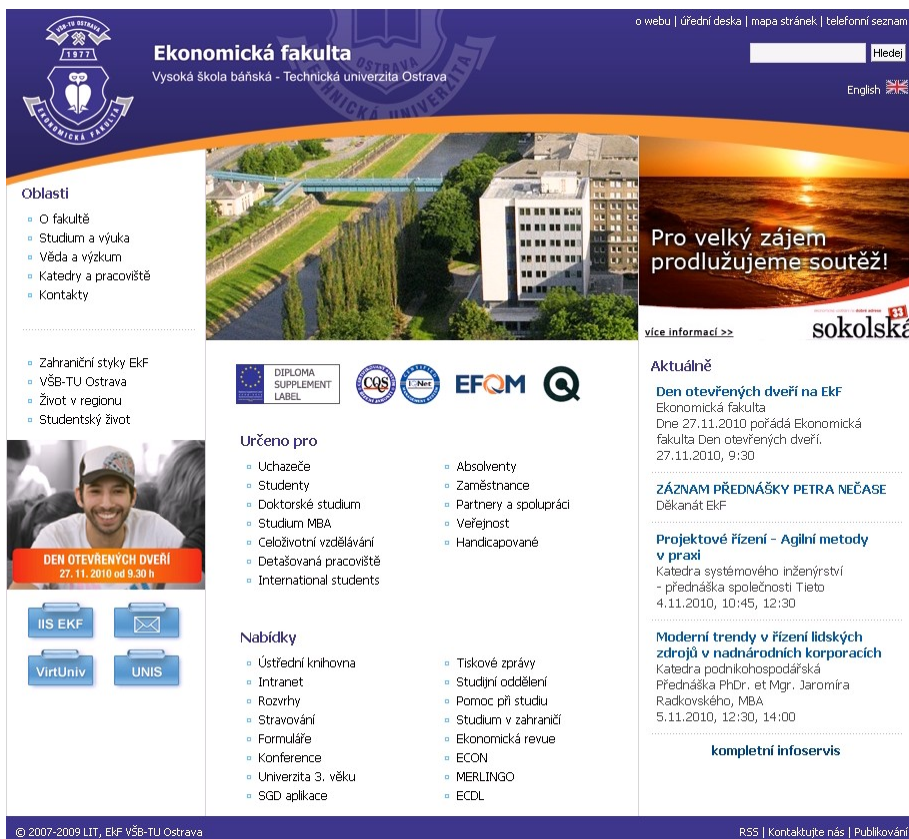 VŠB-TU OSTRAVA
1977
EKONOMICKÁ FAKULTA
Ekonomická fakulta
Vysoká škola báňská - Technická univerzita Ostrava
OSTRAVA
TECHNICKÁ UNIVERZITA
o webu | úřední deska | mapa stránek | telefonní seznam
Hledej
English
Oblasti
O fakultě
Studium a výuka
Věda a výzkum
Katedry a pracoviště
Kontakty
Zahraniční styky EkF
VŠB-TU Ostrava
Život v regionu
Studentský život
DEN OTEVŘENÝCH DVEŘÍ
27. 11. 2010 od 9.30 h
IIS EKF
VirtUniv
UNIS
DIPLOMA
SUPPLEMENT
LABEL
CQS
IQNet
EFQM
Q
Určeno pro
Uchazeče
Studenty
Doktorské studium
Studium MBA
Celoživotní vzdělávání
Detašovaná pracoviště
International students
Absolventy
Zaměstnance
Partnery a spolupráci
Veřejnost
Handicapované
Nabídky
Ústřední knihovna
Intranet
Rozvrhy
Stravování
Formuláře
Konference
Univerzita 3. věku
SGD aplikace
Tiskové zprávy
Studijní oddělení
Pomoc při studiu
Studium v zahraničí
Ekonomická revue
ECON
MERLINGO
ECDL
Pro velký zájem
prodlužujeme soutěž!
33
sokolská
více informací >>
Aktuálně
Den otevřených dveří na EkF
Ekonomická fakulta
Dne 27.11.2010 pořádá Ekonomická
fakulta Den otevřených dveří.
27.11.2010, 9:30
ZÁZNAM PŘEDNÁŠKY PETRA NEČASE
Děkanát EkF
Projektové řízení - Agilní metody
v praxi
Katedra systémového inženýrství
- přednáška společnosti Tieto
4.11.2010, 10:45, 12:30
Moderní trendy v řízení lidských
zdrojů v nadnárodních korporacích
Katedra podnikohospodářská
Přednáška PhDr. et Mgr. Jaromíra
Radkovského, MBA
5.11.2010, 12:30, 14:00
kompletní infoservis
© 2007-2009 LIT, EkF VŠB-TU Ostrava
RSS | Kontaktujte nás | Publikování